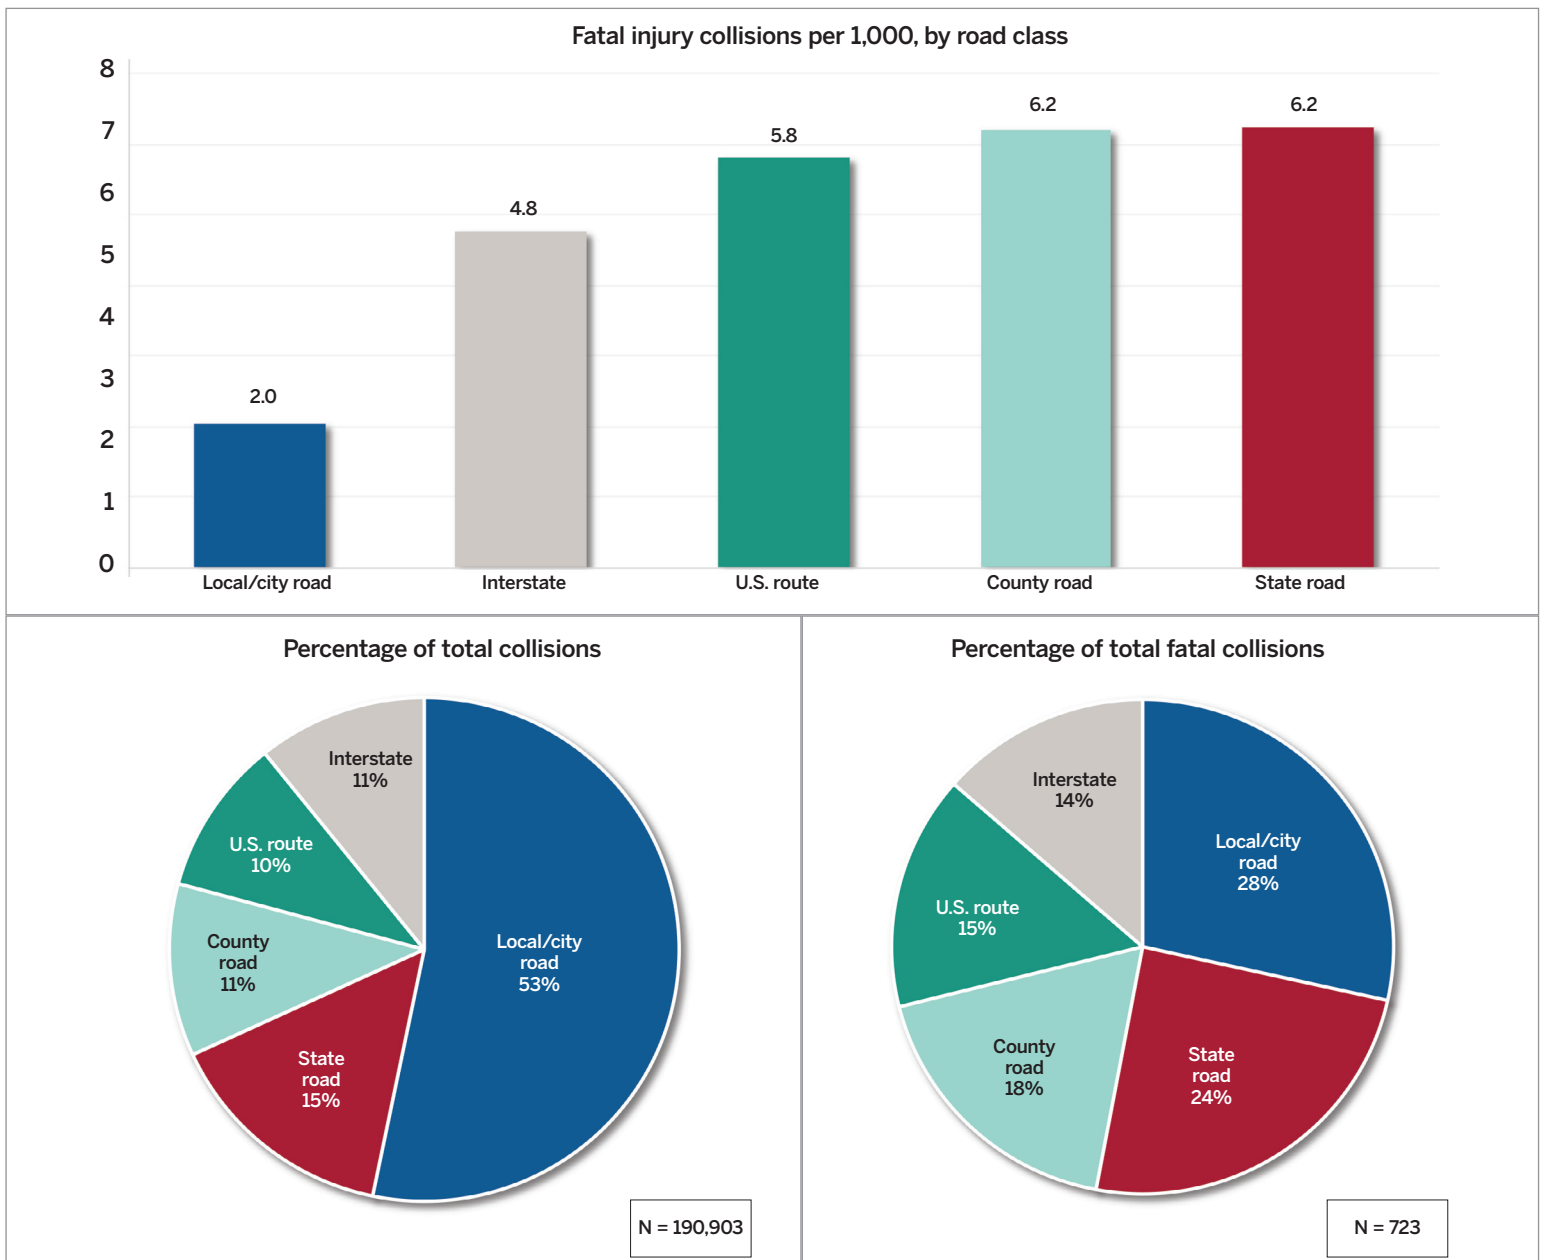 Fatal injury collisions per 1,000, by road class
8
7
6
5
4
3
2
1
0
2.0
4.8
5.8
6.2
6.2
Local/city road
Interstate
U.S. route
County road
State road
Percentage of total collisions
Interstate
11%
U.S. route
10%
County
road
11%
State
road
15%
Local/city
road
53%
N = 190,903
Percentage of total fatal collisions
Interstate
14%
Local/city
road
28%
U.S. route
15%
County
road
18%
State
road
24%
N = 723